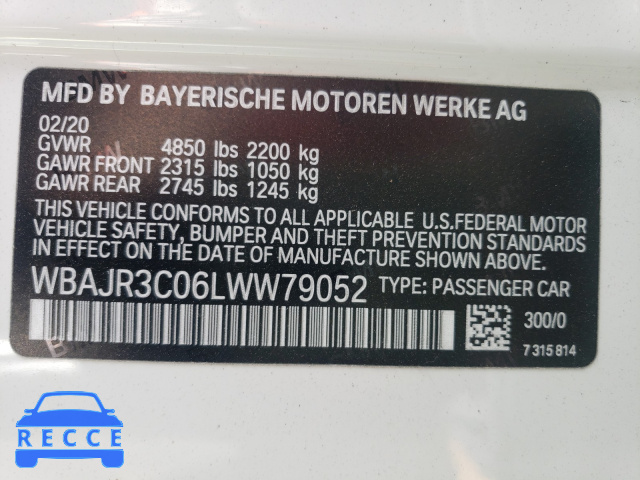 MFD BY BAYERISCHE MOTOREN WERKE AG
02/20
GVWR 4850 lbs 2200 kg
GAWR FRONT 2315 lbs 1050 kg
GAWR REAR 2745 lbs 1245 kg
THIS VEHICLE CONFORMS TO ALL APPLICABLE U.S.FEDERAL MOTOR
VEHICLE SAFETY, BUMPER AND THEFT PREVENTION STANDARDS
IN EFFECT ON THE DATE OF MANUFACTURE SHOWN ABOVE.
WBAJR3C06LWW79052 TYPE: PASSENGER CAR
300/0
7 315 814
RECCE